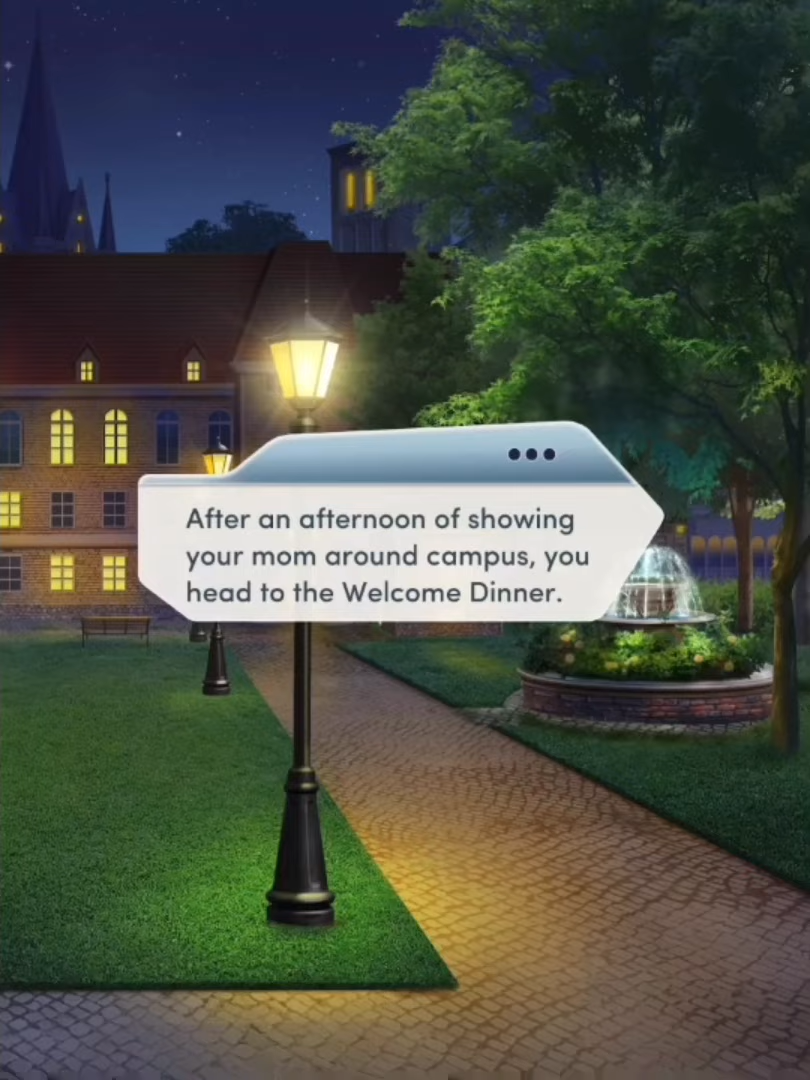 After an afternoon of showing
your mom around campus, you
head to the Welcome Dinner.